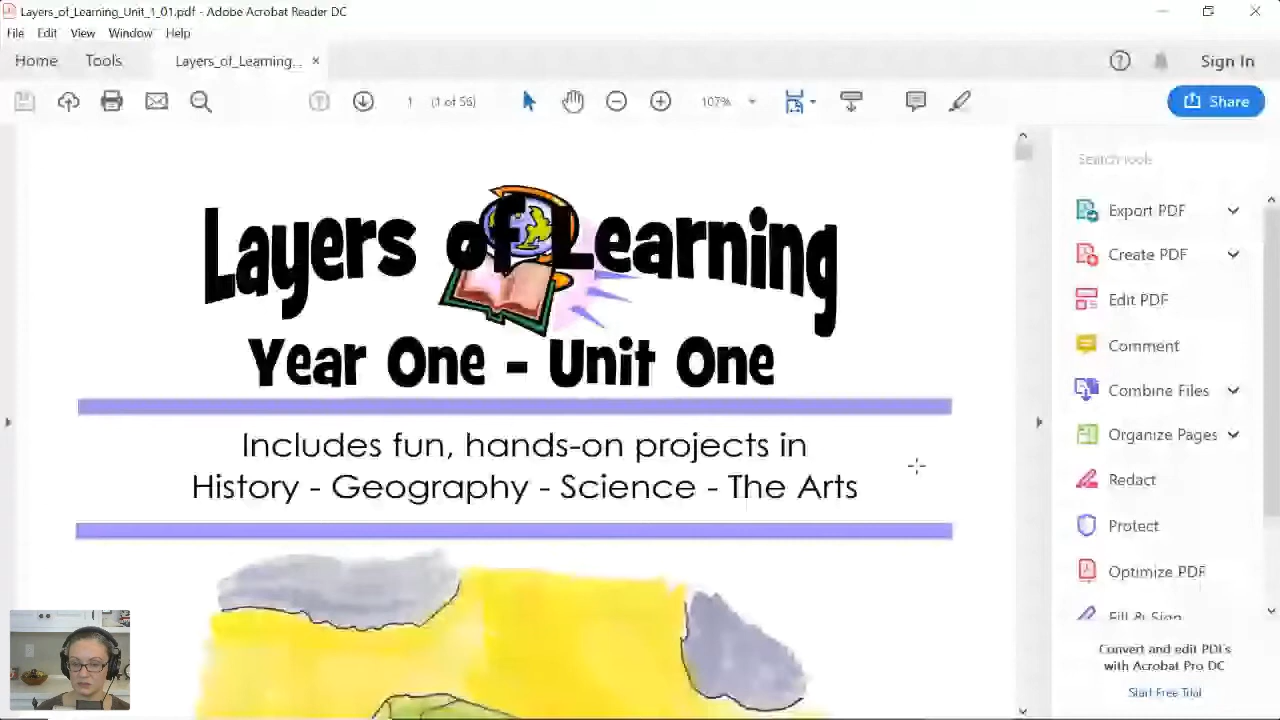 Layers_of_Learning_Unit_1_01.pdf - Adobe Acrobat Reader DC
File Edit View Window Help
Home Tools Layers_of_Learning... × Sign In
1 (1 of 56) 107% Share
Layers of Learning
Year One - Unit One
Includes fun, hands-on projects in
History - Geography - Science - The Arts
Search tools
Export PDF
Create PDF
Edit PDF
Comment
Combine Files
Organize Pages
Redact
Protect
Optimize PDF
Fill & Sign
Convert and edit PDFs
with Acrobat Pro DC
Start Free Trial